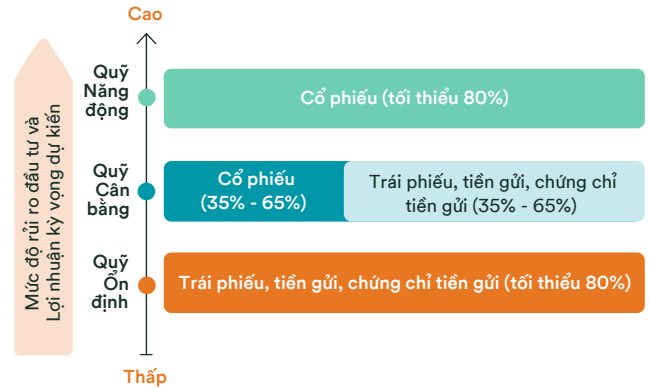 Cao
Mức độ rủi ro đầu tư và
Lợi nhuận kỳ vọng dự kiến
Quỹ
Năng
động
Cổ phiếu (tối thiểu 80%)
Quỹ
Cân
bằng
Cổ phiếu
(35% - 65%)
Trái phiếu, tiền gửi, chứng chỉ
tiền gửi (35% - 65%)
Quỹ
Ổn
định
Trái phiếu, tiền gửi, chứng chỉ tiền gửi (tối thiểu 80%)
Thấp